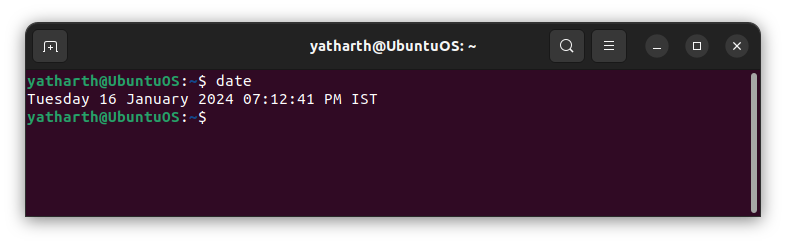 yatharth@UbuntuOS: ~
yatharth@UbuntuOS:~$ date
Tuesday 16 January 2024 07:12:41 PM IST
yatharth@UbuntuOS:~$